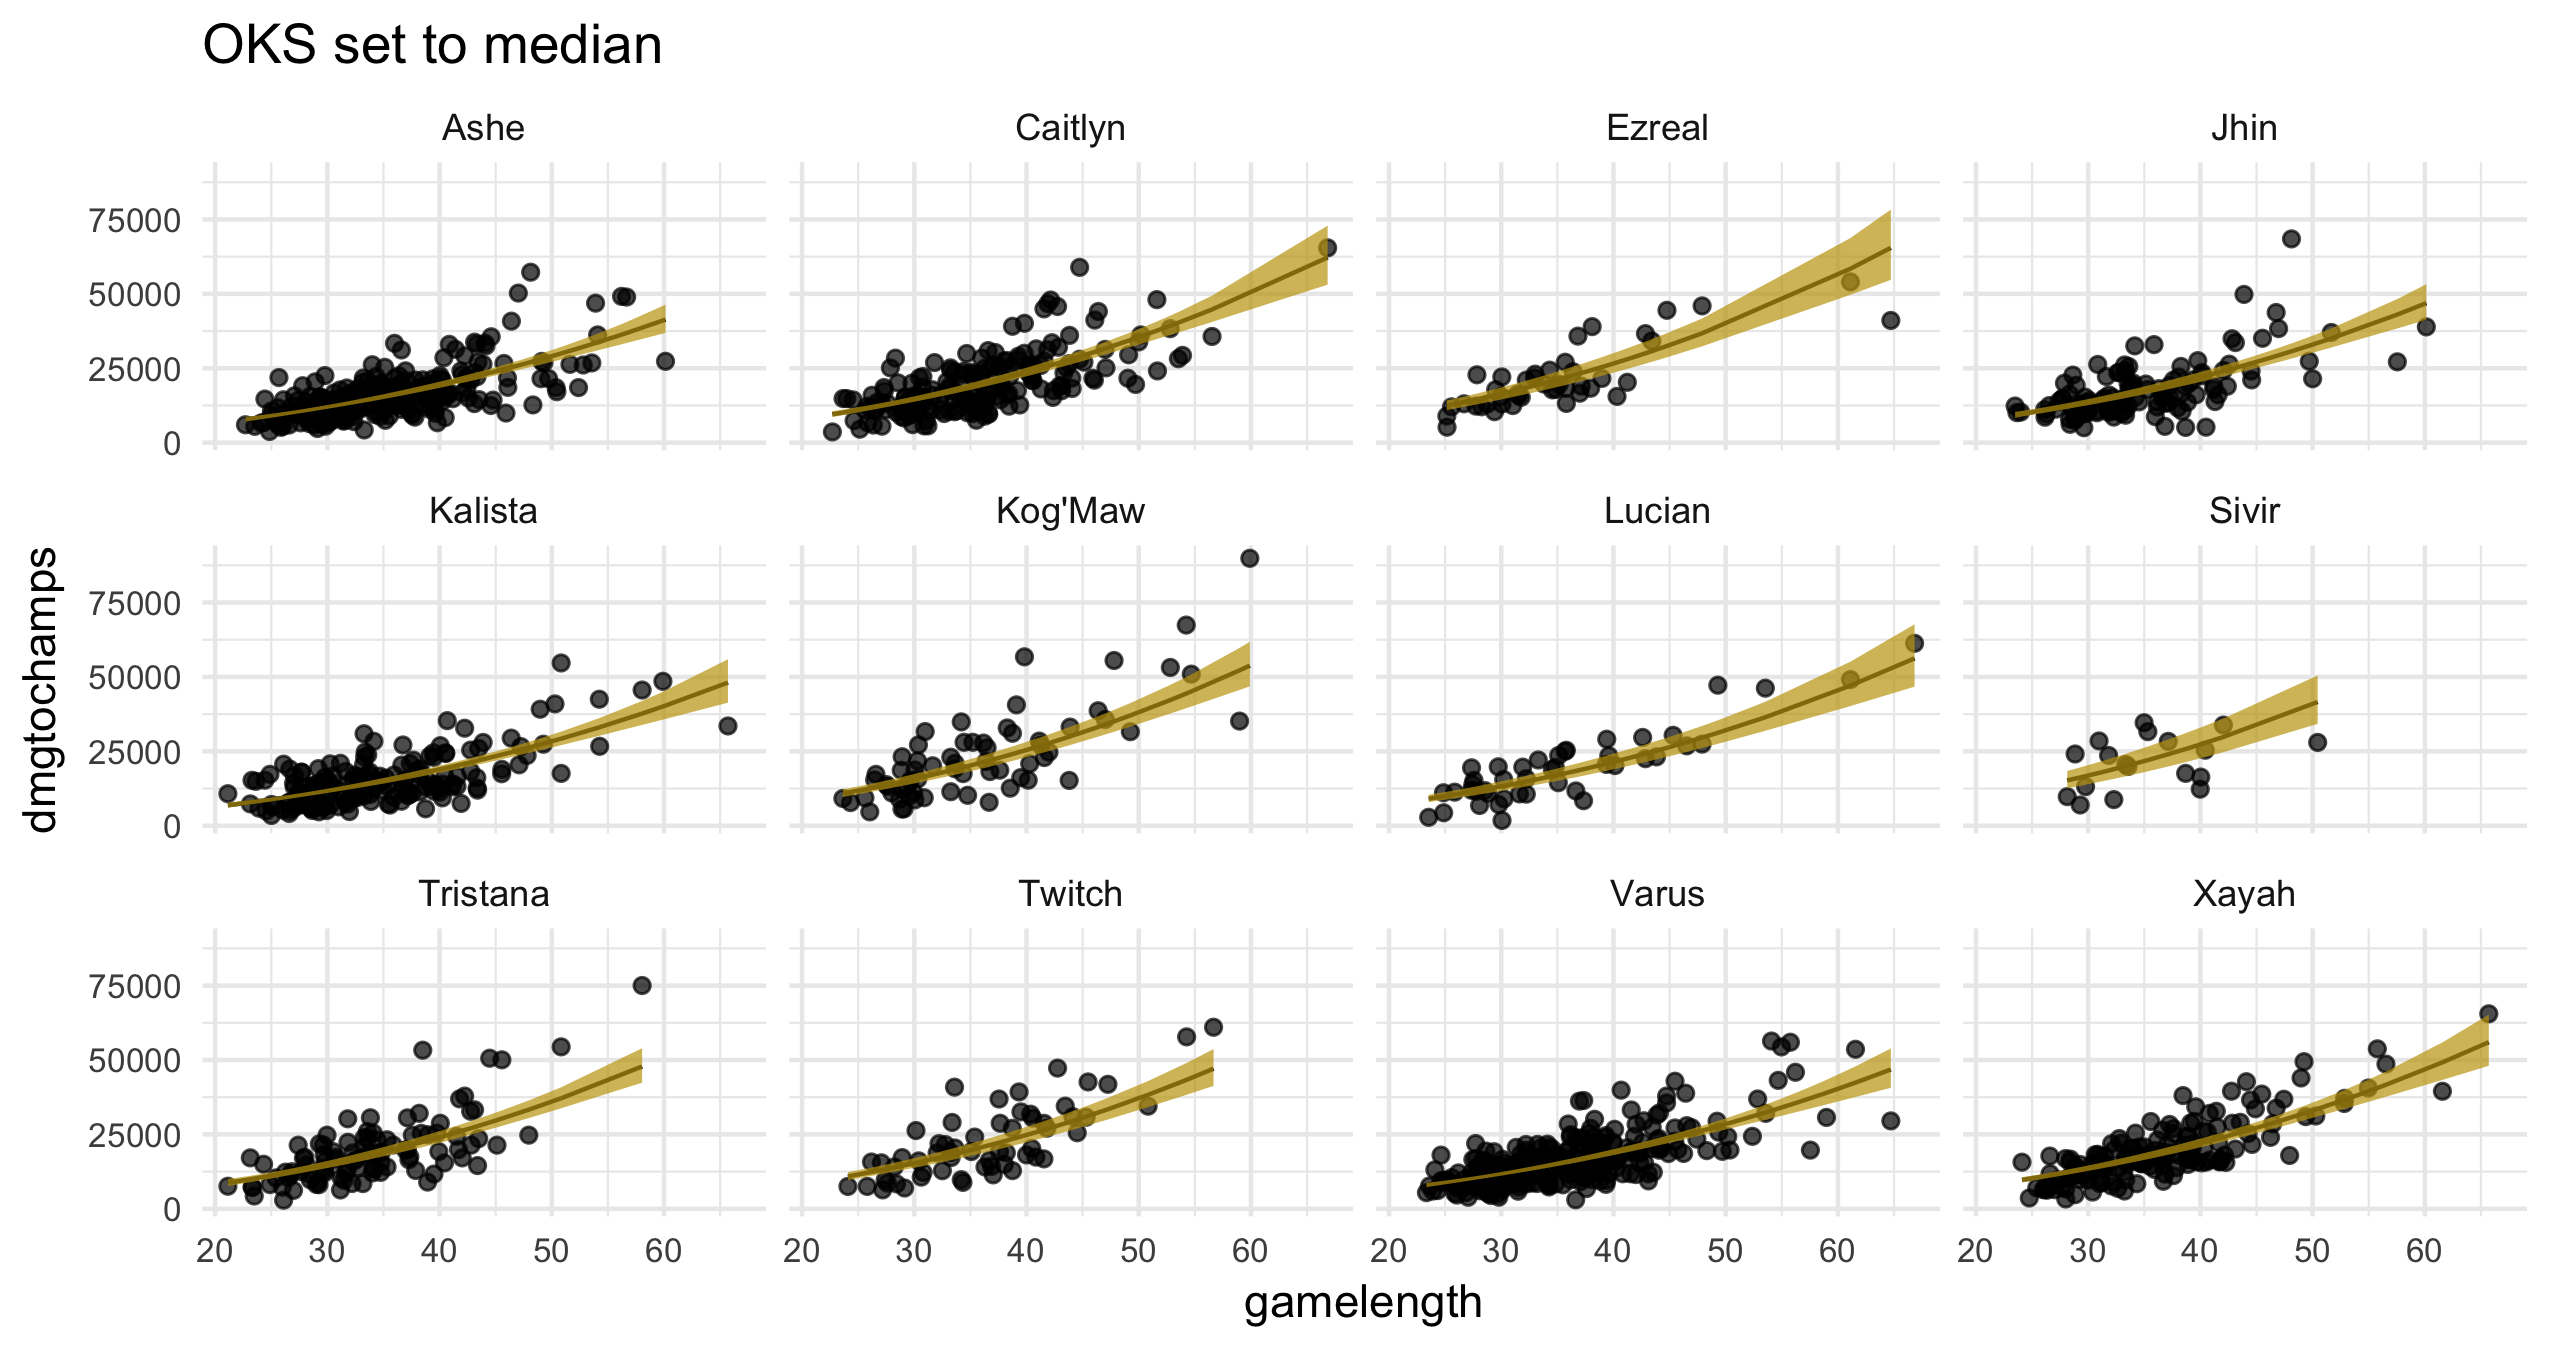 OKS set to median
Ashe
Caitlyn
Ezreal
Jhin
75000
50000
25000
0
Kalista
Kog'Maw
Lucian
Sivir
75000
50000
25000
0
Tristana
Twitch
Varus
Xayah
75000
50000
25000
0
20 30 40 50 60 20 30 40 50 60 20 30 40 50 60 20 30 40 50 60
gamelength
dmgtochamps